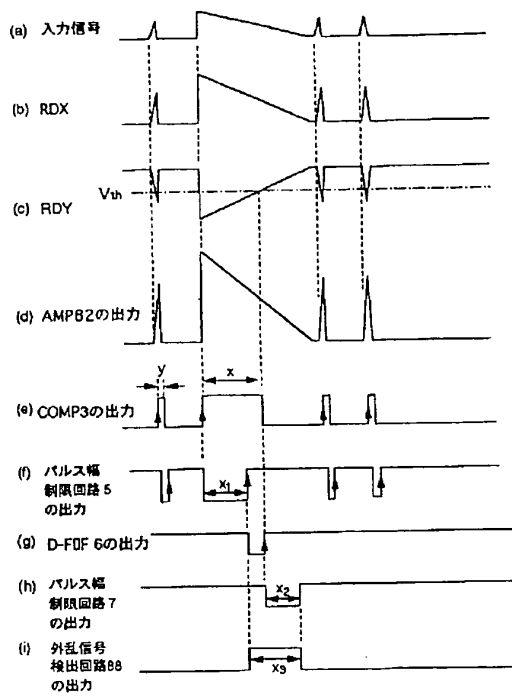 (a) 入力信号
(b) RDX
Vth
(c) RDY
(d) AMP82の出力
y
x
(e) COMP3の出力
(f) パルス幅
制限回路5
の出力
x1
(g) D-FOF 6の出力
(h) パルス幅
制限回路7
の出力
x2
(i) 外乱信号
検出回路88
の出力
x3